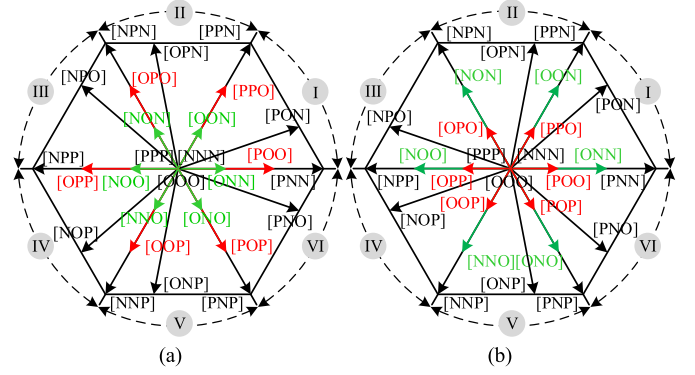 II
[NPN] [PPN]
[OPN]
III
[NPO]
[OPO]
[PPO]
I
[NON] [OON]
[PON]
[NPP]
[PPP] [NNN]
[POO]
[OPP] [NOO] [OOO] [ONN] [PNN]
[NNO] [ONO]
[PNO]
[NOP]
[OOP] [POP]
IV
VI
[ONP]
[NNP] [PNP]
V
(a)
II
[NPN] [PPN]
[OPN]
III
[NON] [OON]
I
[NPO]
[PON]
[OPO] [PPO]
[NOO] [PPP] [NNN] [ONN]
[NPP] [OPP] [OOO] [POO] [PNN]
[NOP] [OOP] [POP]
[PNO]
IV
VI
[NNO] [ONO]
[ONP]
[NNP] [PNP]
V
(b)